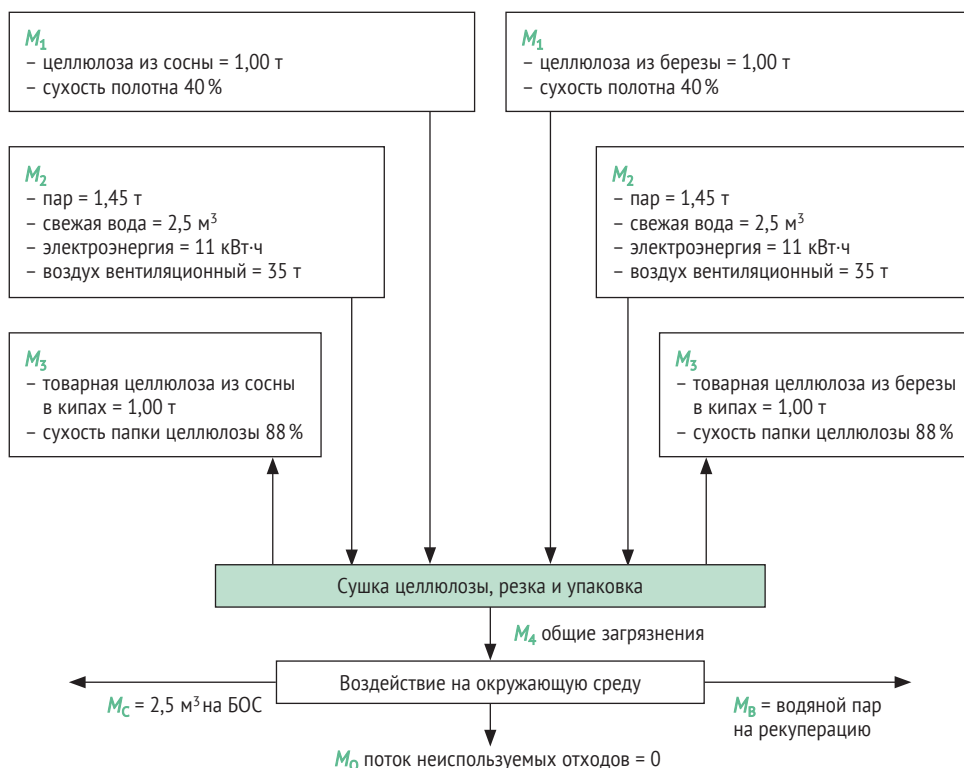 M₁
– целлюлоза из сосны = 1,00 т
– сухость полотна 40 %
M₁
– целлюлоза из березы = 1,00 т
– сухость полотна 40 %
M₂
– пар = 1,45 т
– свежая вода = 2,5 м³
– электроэнергия = 11 кВт·ч
– воздух вентиляционный = 35 т
M₂
– пар = 1,45 т
– свежая вода = 2,5 м³
– электроэнергия = 11 кВт·ч
– воздух вентиляционный = 35 т
M₃
– товарная целлюлоза из сосны
в кипах = 1,00 т
– сухость папки целлюлозы 88 %
M₃
– товарная целлюлоза из березы
в кипах = 1,00 т
– сухость папки целлюлозы 88 %
Сушка целлюлозы, резка и упаковка
M₄ общие загрязнения
Воздействие на окружающую среду
M_С = 2,5 м³ на БОС
M_В = водяной пар
на рекуперацию
M_О поток неиспользуемых отходов = 0